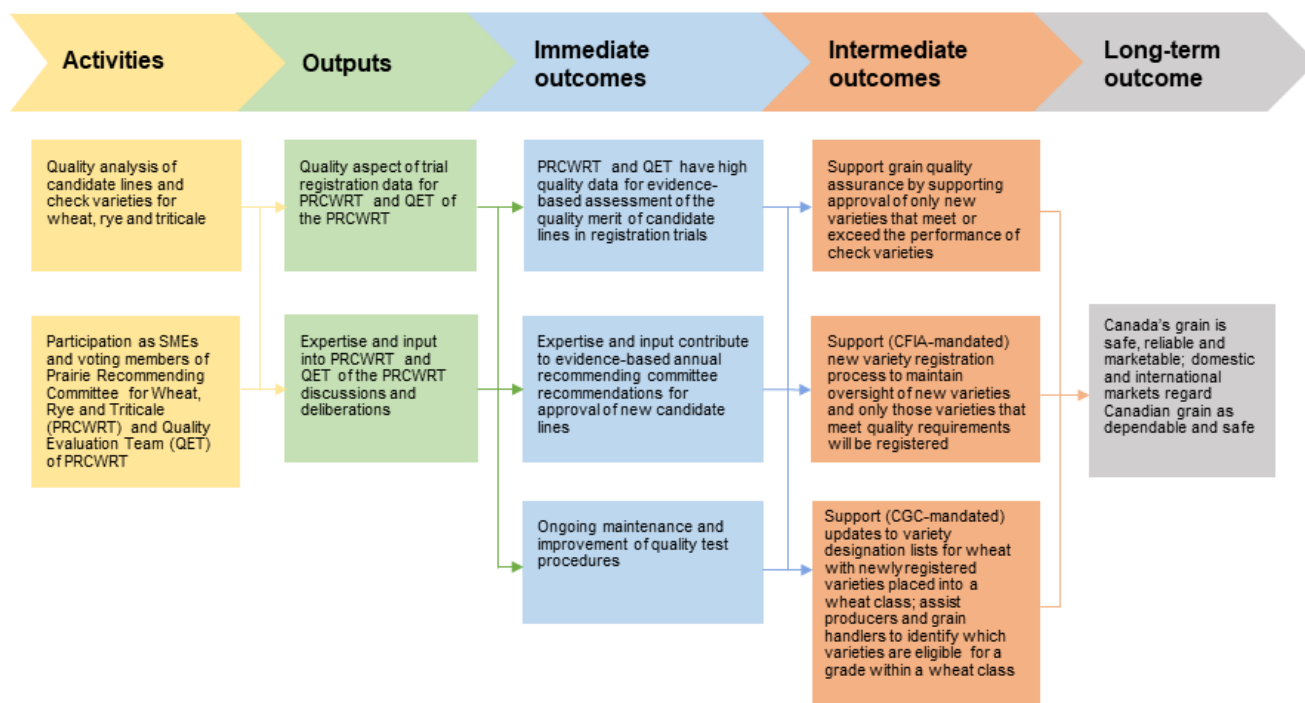 Activities
Outputs
Immediate
outcomes
Intermediate
outcomes
Long-term
outcome
Quality analysis of
candidate lines and
check varieties for
wheat, rye and triticale
Participation as SMEs
and voting members of
Prairie Recommending
Committee for Wheat,
Rye and Triticale
(PRCWRT) and Quality
Evaluation Team (QET)
of PRCWRT
Quality aspect of trial
registration data for
PRCWRT and QET of
the PRCWRT
Expertise and input
into PRCWRT and
QET of the PRCWRT
discussions and
deliberations
PRCWRT and QET have high
quality data for evidence-
based assessment of the
quality merit of candidate
lines in registration trials
Expertise and input contribute
to evidence-based annual
recommending committee
recommendations for
approval of new candidate
lines
Ongoing maintenance and
improvement of quality test
procedures
Support grain quality
assurance by supporting
approval of only new
varieties that meet or
exceed the performance of
check varieties
Support (CFIA-mandated)
new variety registration
process to maintain
oversight of new varieties
and only those varieties that
meet quality requirements
will be registered
Support (CGC-mandated)
updates to variety
designation lists for wheat
with newly registered
varieties placed into a
wheat class; assist
producers and grain
handlers to identify which
varieties are eligible for a
grade within a wheat class
Canada's grain is
safe, reliable and
marketable; domestic
and international
markets regard
Canadian grain as
dependable and safe